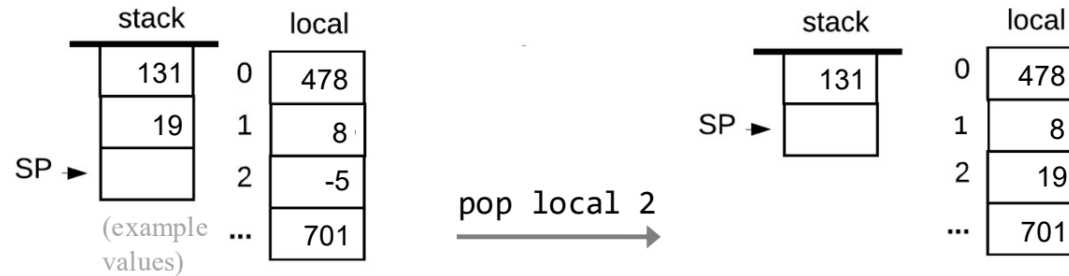 stack local stack local
131 0 478 131 0 478
19 1 8 SP 1 8
SP 2 -5 2 19
pop local 2
(example values) ... 701 ... 701